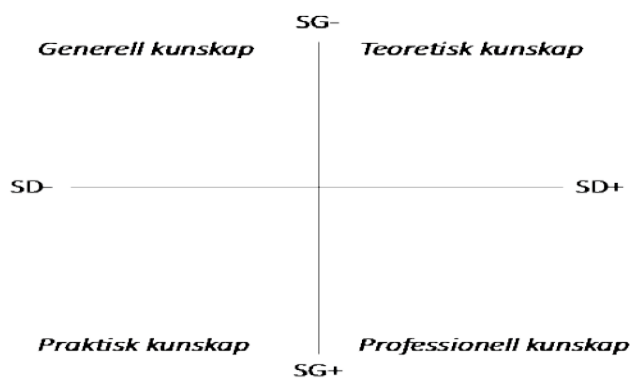 SG–
Generell kunskap Teoretisk kunskap
SD– SD+
Praktisk kunskap Professionell kunskap
SG+